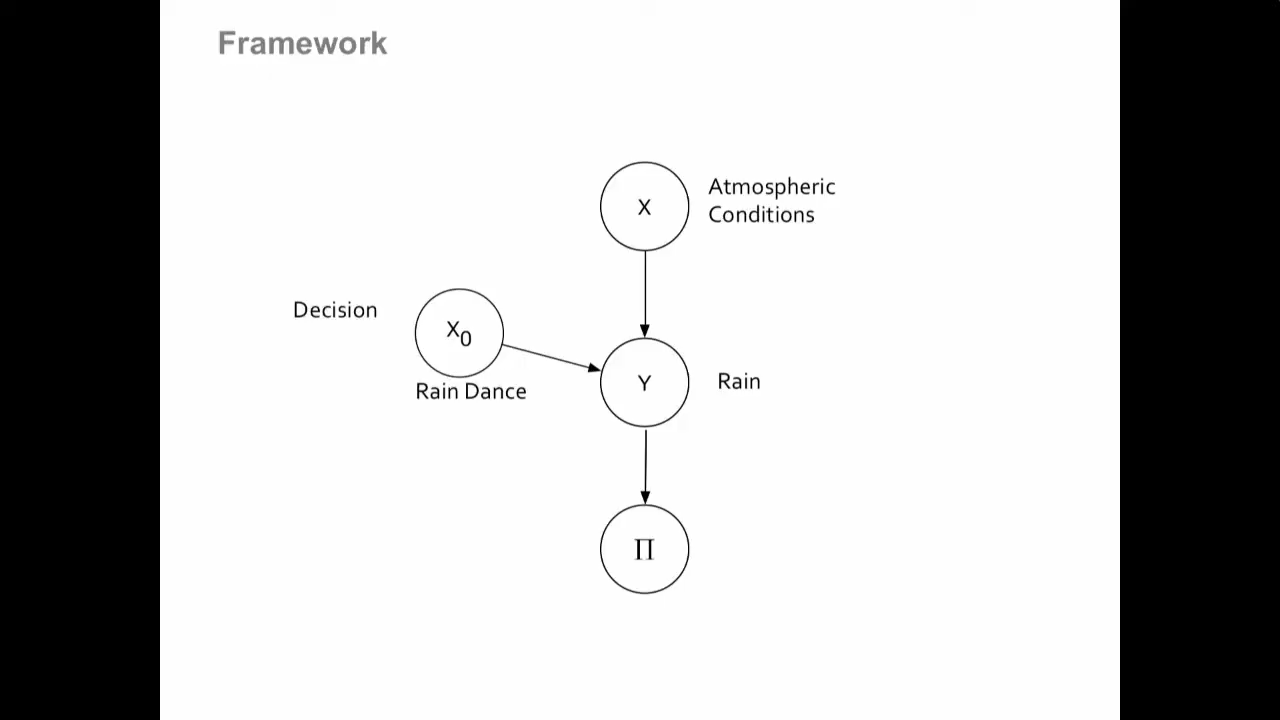 Framework
X
Atmospheric
Conditions
Decision
X0
Rain Dance
Y
Rain
Π